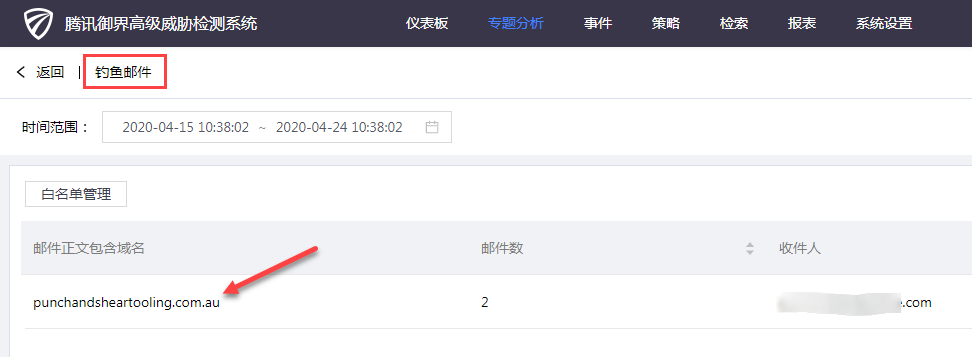 腾讯御界高级威胁检测系统 仪表板 专题分析 事件 策略 检索 报表 系统设置
返回 | 钓鱼邮件
时间范围： 2020-04-15 10:38:02 ~ 2020-04-24 10:38:02
白名单管理
邮件正文包含域名 邮件数 收件人
punchandsheartooling.com.au 2 e.com